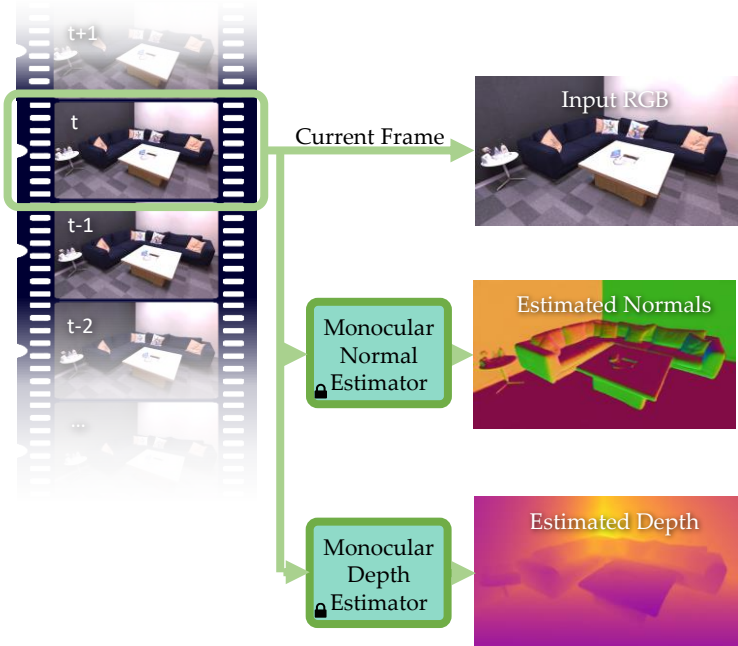 t+1
t
t-1
t-2
...
Current Frame
Input RGB
Monocular
Normal
Estimator
Estimated Normals
Monocular
Depth
Estimator
Estimated Depth